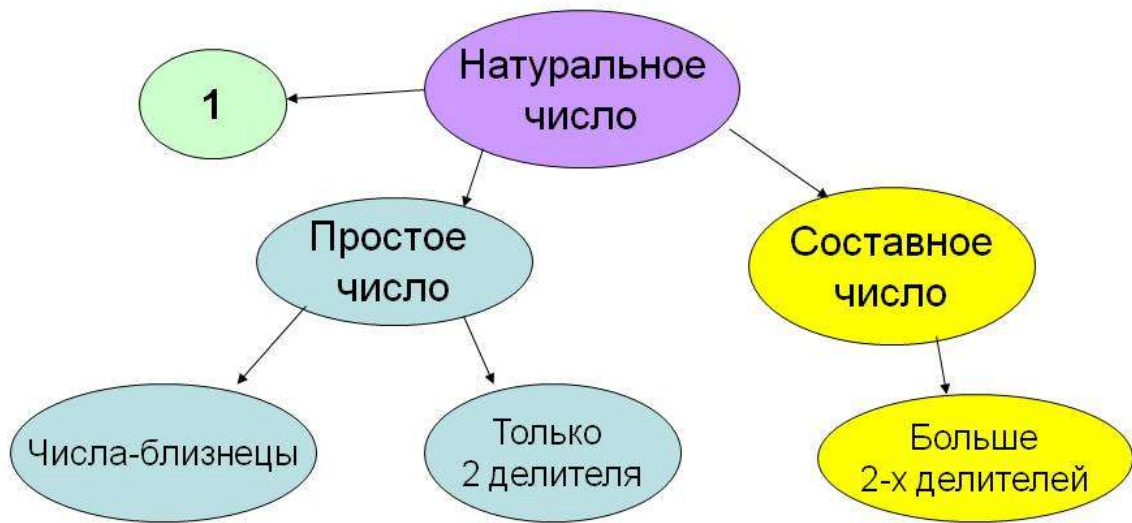 Натуральное
число
1
Простое
число
Составное
число
Числа-близнецы
Только
2 делителя
Больше
2-х делителей